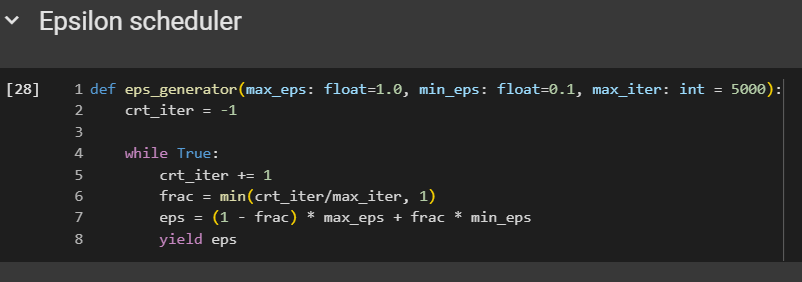 Epsilon scheduler
[28] 1 def eps_generator(max_eps: float=1.0, min_eps: float=0.1, max_iter: int = 5000):
2     crt_iter = -1
3
4     while True:
5         crt_iter += 1
6         frac = min(crt_iter/max_iter, 1)
7         eps = (1 - frac) * max_eps + frac * min_eps
8         yield eps